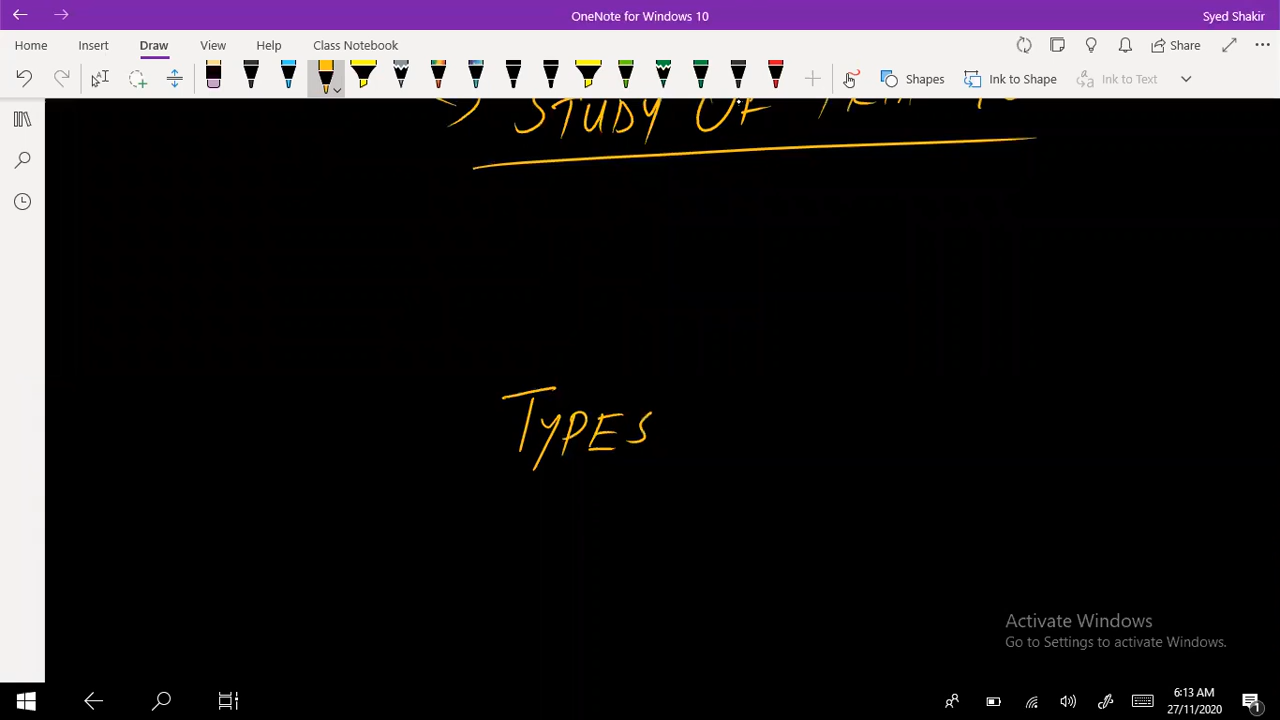 OneNote for Windows 10
Syed Shakir
Home Insert Draw View Help Class Notebook Share
Shapes Ink to Shape Ink to Text
STUDY OF
TYPES
Activate Windows
Go to Settings to activate Windows.
6:13 AM
27/11/2020
1